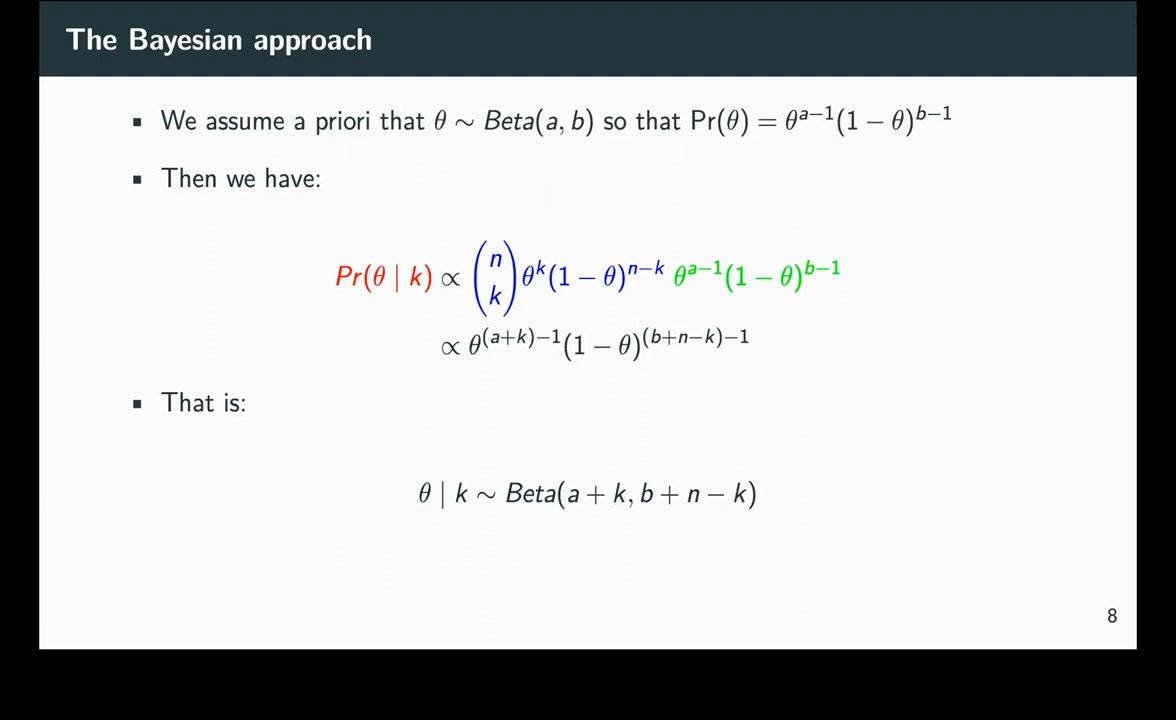 The Bayesian approach
▪ We assume a priori that θ ∼ Beta(a, b) so that Pr(θ) = θ^{a−1}(1 − θ)^{b−1}
▪ Then we have:
Pr(θ | k) ∝ \binom{n}{k} θ^k(1 − θ)^{n−k} θ^{a−1}(1 − θ)^{b−1}
∝ θ^{(a+k)−1}(1 − θ)^{(b+n−k)−1}
▪ That is:
θ | k ∼ Beta(a + k, b + n − k)
8